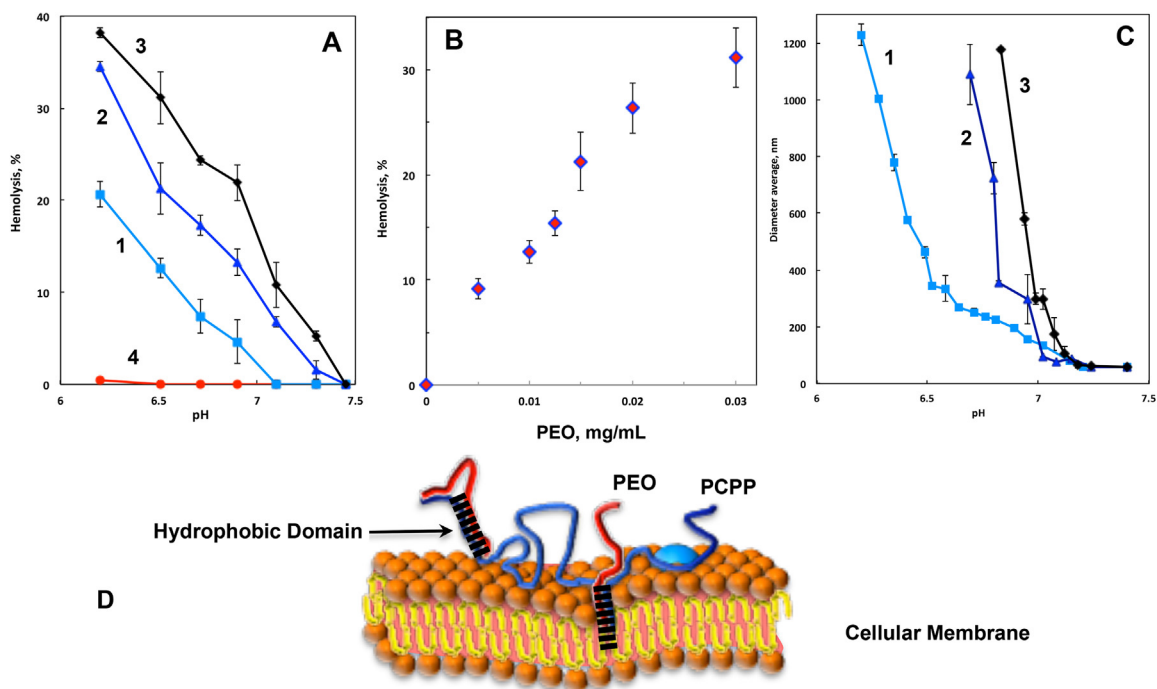 A
40
30
20
10
0
Hemolysis, %
3
2
1
4
6
6.5
7
7.5
pH
B
30
20
10
0
Hemolysis, %
0
0.01
0.02
0.03
PEO, mg/mL
C
1200
1000
800
600
400
200
0
Diameter average, nm
1
2
3
6
6.5
7
7.5
pH
D
Hydrophobic Domain
PEO
PCPP
Cellular Membrane